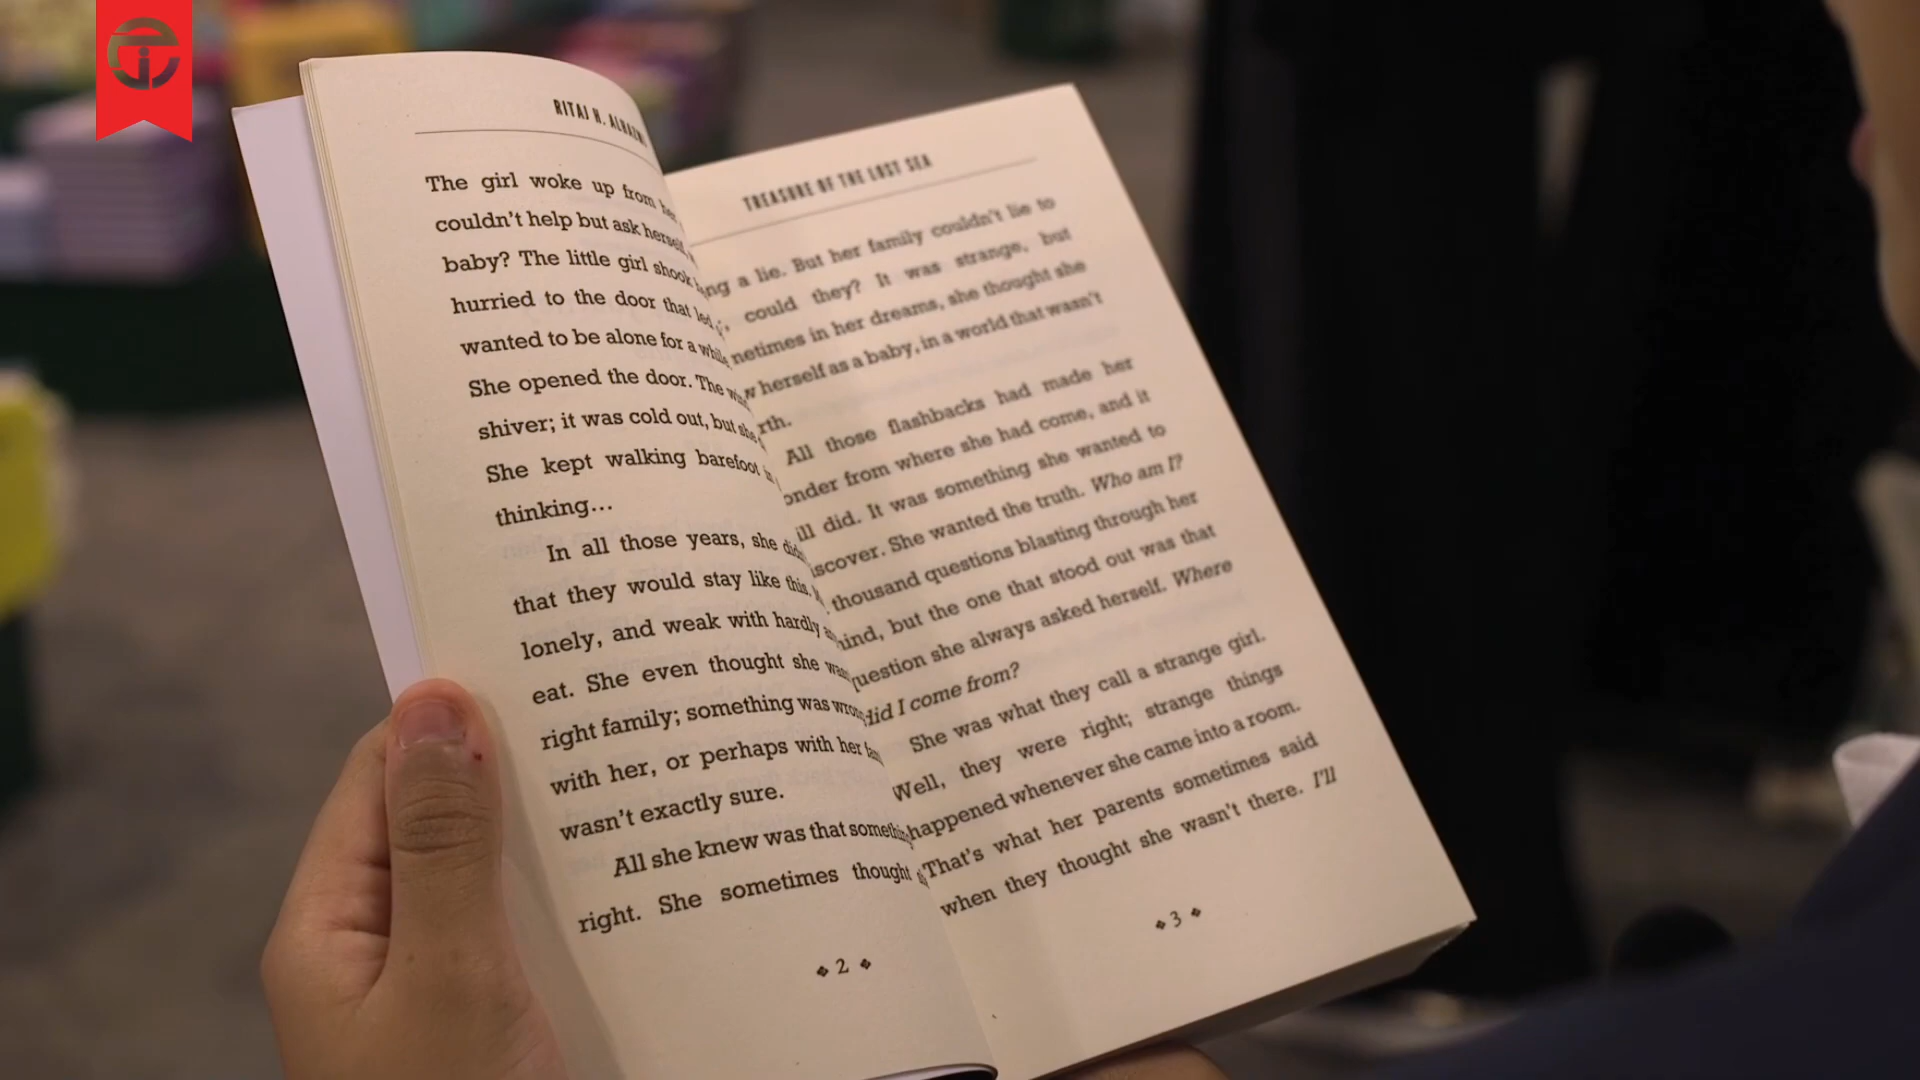 RITAJ H. ALHAZMI
The girl woke up from her
couldn't help but ask herself,
baby? The little girl shook
hurried to the door that led
wanted to be alone for a while
She opened the door. The
shiver; it was cold out, but she
She kept walking barefoot
thinking...
In all those years, she
that they would stay like this.
lonely, and weak with hardly
eat. She even thought she
right family; something was
with her, or perhaps with her
wasn't exactly sure.
All she knew was that something
right. She sometimes thought
2
TREASURE OF THE LOST SEA
a lie. But her family couldn't lie to
could they? It was strange, but
in her dreams, she thought she
herself as a baby, in a world that wasn't
All those flashbacks had made her
from where she had come, and it
did. It was something she wanted to
She wanted the truth. Who am I?
thousand questions blasting through her
but the one that stood out was that
she always asked herself. Where
did I come from?
She was what they call a strange girl.
Well, they were right; strange things
happened whenever she came into a room.
That's what her parents sometimes said
when they thought she wasn't there. I'll
3